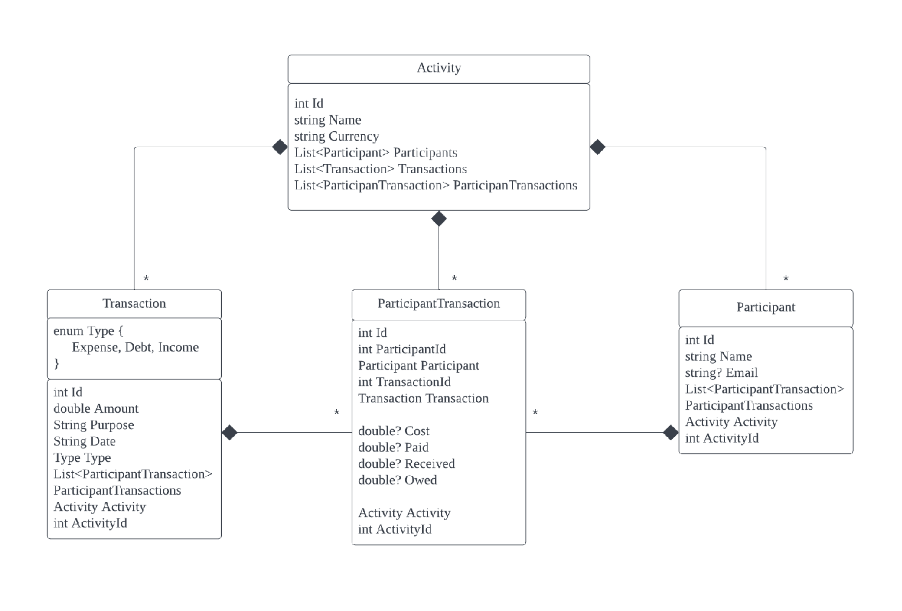 Activity
int Id
string Name
string Currency
List<Participant> Participants
List<Transaction> Transactions
List<ParticipanTransaction> ParticipanTransactions
*
*
*
Transaction
enum Type {
Expense, Debt, Income
}
int Id
double Amount
String Purpose
String Date
Type Type
List<ParticipantTransaction>
ParticipantTransactions
Activity Activity
int ActivityId
*
ParticipantTransaction
int Id
int ParticipantId
Participant Participant
int TransactionId
Transaction Transaction
double? Cost
double? Paid
double? Received
double? Owed
Activity Activity
int ActivityId
*
Participant
int Id
string Name
string? Email
List<ParticipantTransaction>
ParticipantTransactions
Activity Activity
int ActivityId